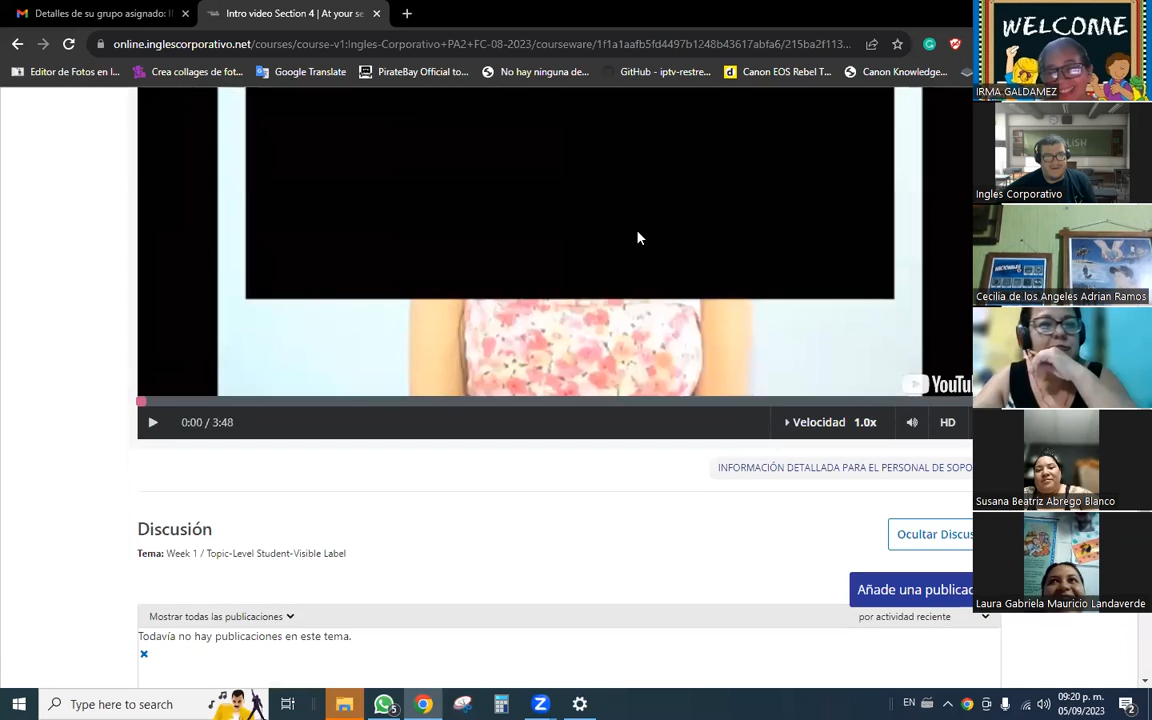 Detalles de su grupo asignado: I
Intro video Section 4 | At your se
online.inglescorporativo.net/courses/course-v1:Ingles-Corporativo+PA2+FC-08-2023/courseware/1f1a1aafb5fd4497b1248b43617abfa6/215ba2f113...
Editor de Fotos en l...
Crea collages de fot...
Google Translate
PirateBay Official to...
No hay ninguna de...
GitHub - iptv-restre...
Canon EOS Rebel T...
Canon Knowledge...
WELCOME
IRMA GALDAMEZ
Ingles Corporativo
Cecilia de los Angeles Adrian Ramos
Susana Beatriz Abrego Blanco
Laura Gabriela Mauricio Landaverde
YouTu
0:00 / 3:48
Velocidad 1.0x
HD
INFORMACIÓN DETALLADA PARA EL PERSONAL DE SOPO
Discusión
Ocultar Discus
Tema: Week 1 / Topic-Level Student-Visible Label
Añade una publicac
Mostrar todas las publicaciones
por actividad reciente
Todavía no hay publicaciones en este tema.
Type here to search
5
EN
09:20 p. m.
05/09/2023
2